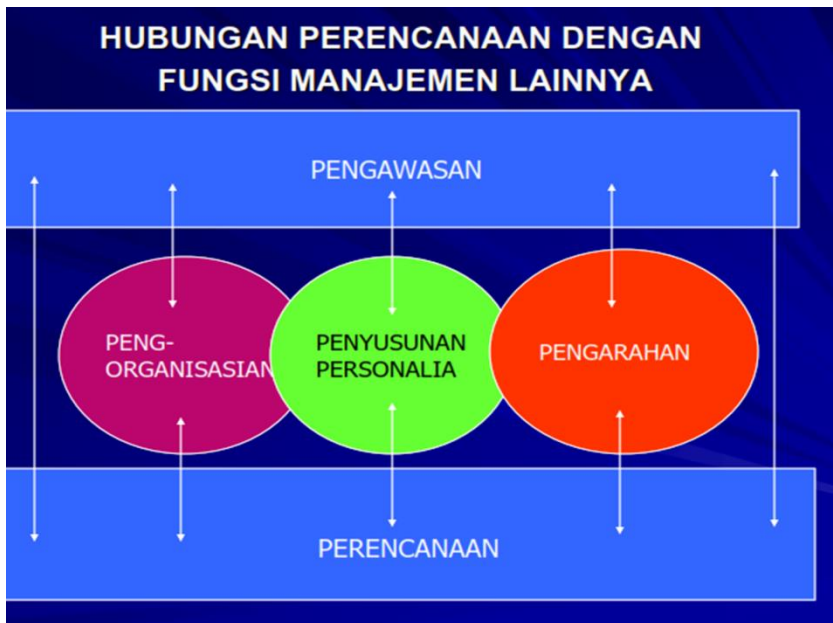 HUBUNGAN PERENCANAAN DENGAN
FUNGSI MANAJEMEN LAINNYA
PENGAWASAN
PENG-
ORGANISASIAN
PENYUSUNAN
PERSONALIA
PENGARAHAN
PERENCANAAN